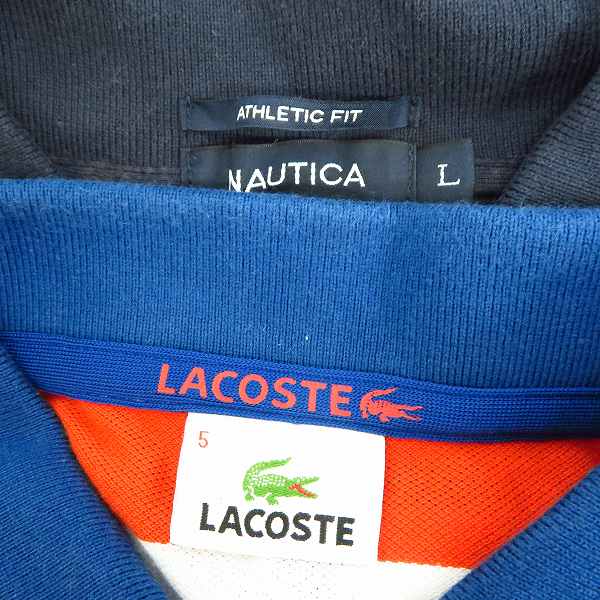 ATHLETIC FIT
NAUTICA L
LACOSTE
5
LACOSTE